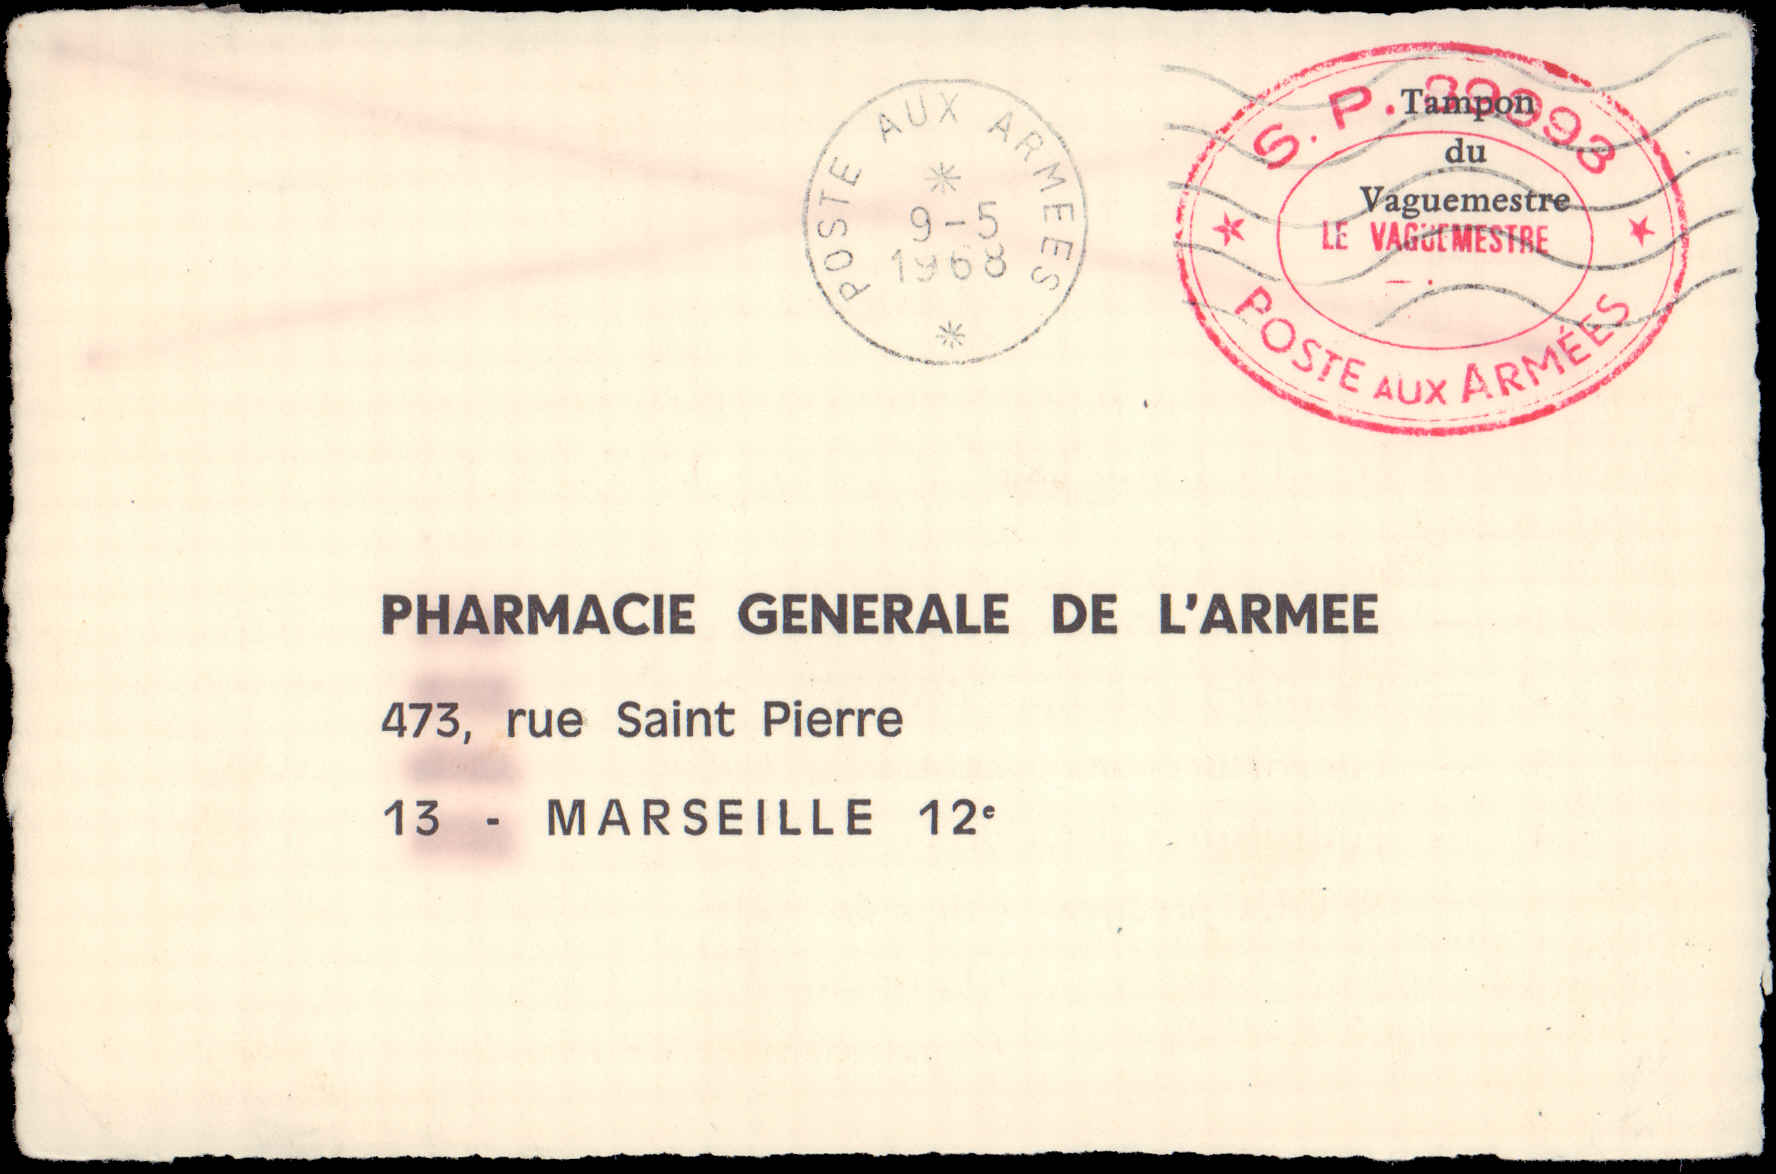 POSTE AUX ARMEES
9-5
1968
S. P.
Tampon
du
Vaguemestre
LE VAGUEMESTRE
POSTE AUX ARMÉES
PHARMACIE GENERALE DE L'ARMEE
473, rue Saint Pierre
13 - MARSEILLE 12e